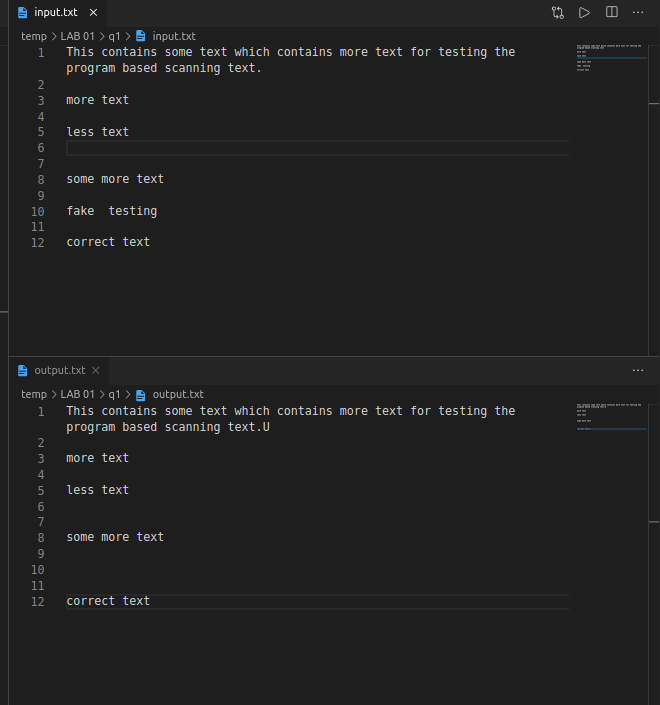 input.txt
temp > LAB 01 > q1 > input.txt
1 This contains some text which contains more text for testing the
program based scanning text.
2
3 more text
4
5 less text
6
7
8 some more text
9
10 fake  testing
11
12 correct text
output.txt
temp > LAB 01 > q1 > output.txt
1 This contains some text which contains more text for testing the
program based scanning text.U
2
3 more text
4
5 less text
6
7
8 some more text
9
10
11
12 correct text